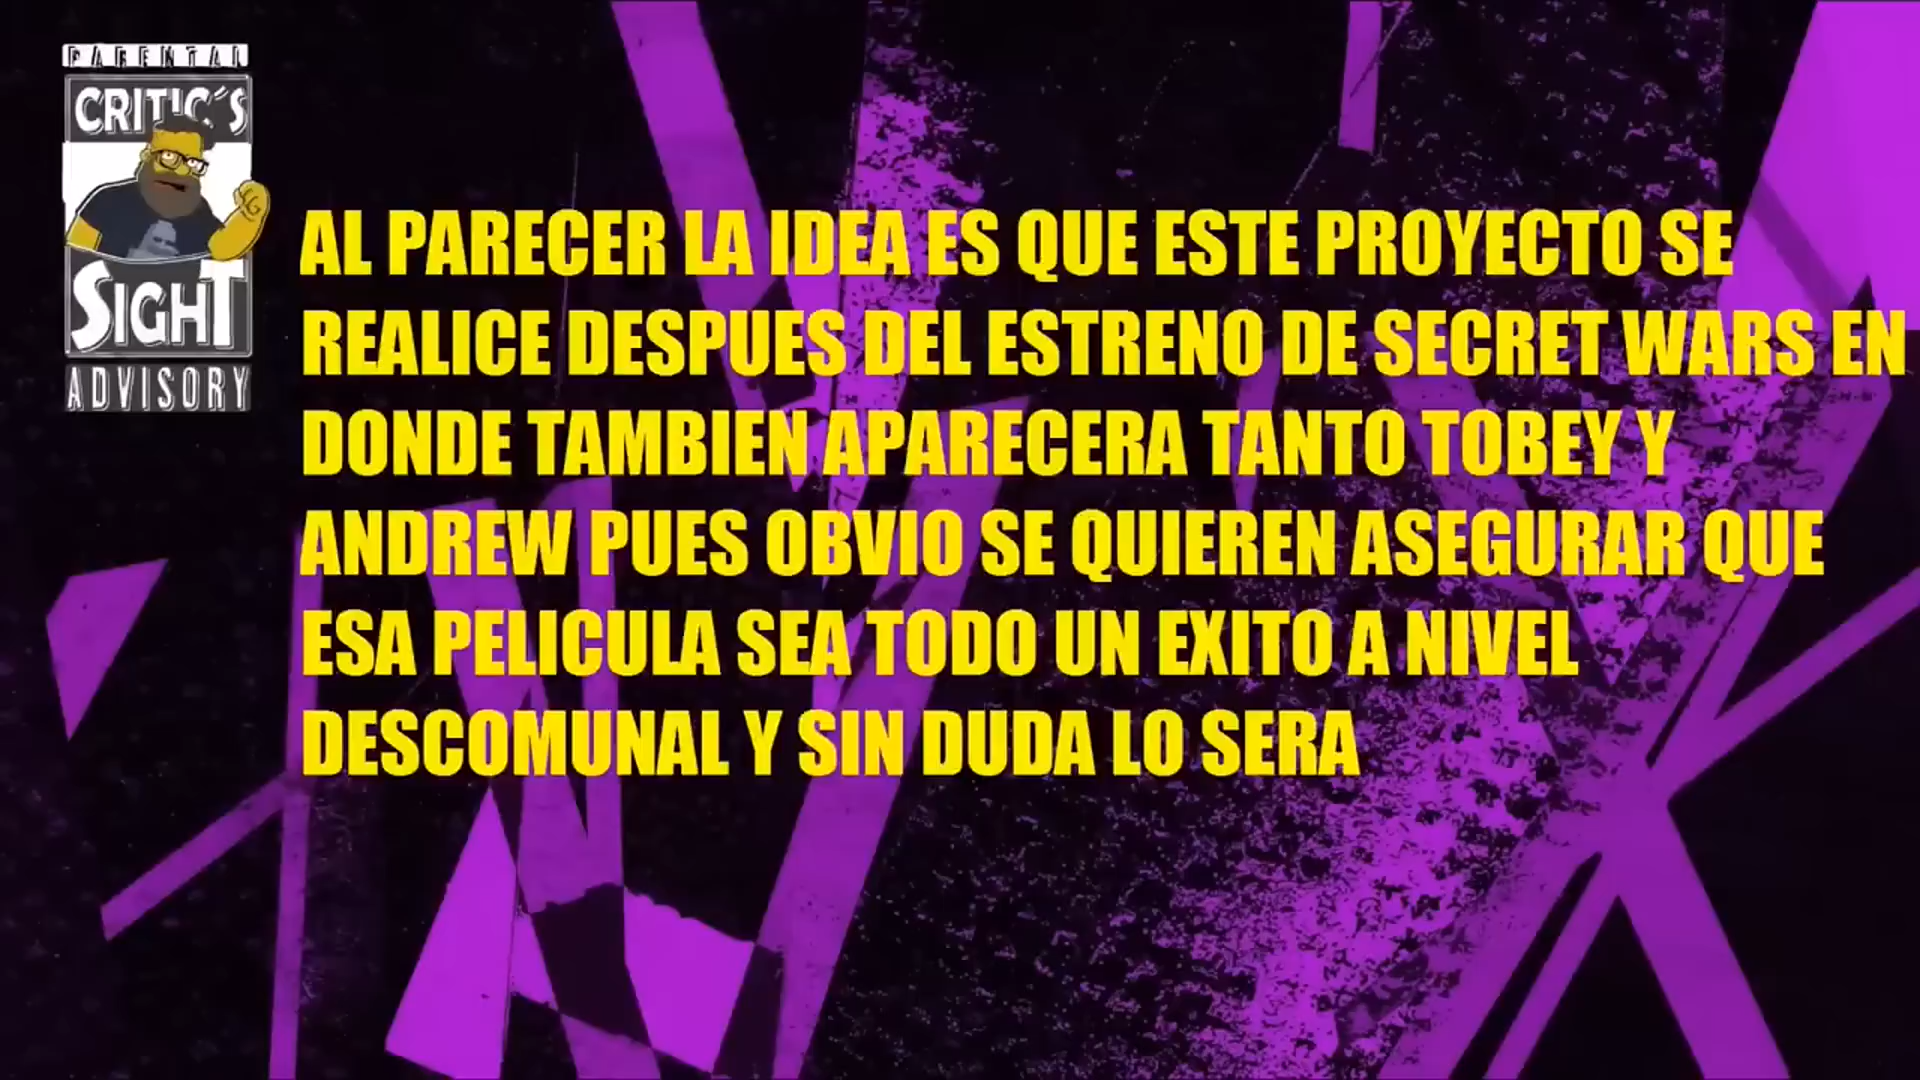 PARENTAL
CRITIC'S
SIGHT
ADVISORY
AL PARECER LA IDEA ES QUE ESTE PROYECTO SE
REALICE DESPUES DEL ESTRENO DE SECRET WARS EN
DONDE TAMBIEN APARECERA TANTO TOBEY Y
ANDREW PUES OBVIO SE QUIEREN ASEGURAR QUE
ESA PELICULA SEA TODO UN EXITO A NIVEL
DESCOMUNAL Y SIN DUDA LO SERA